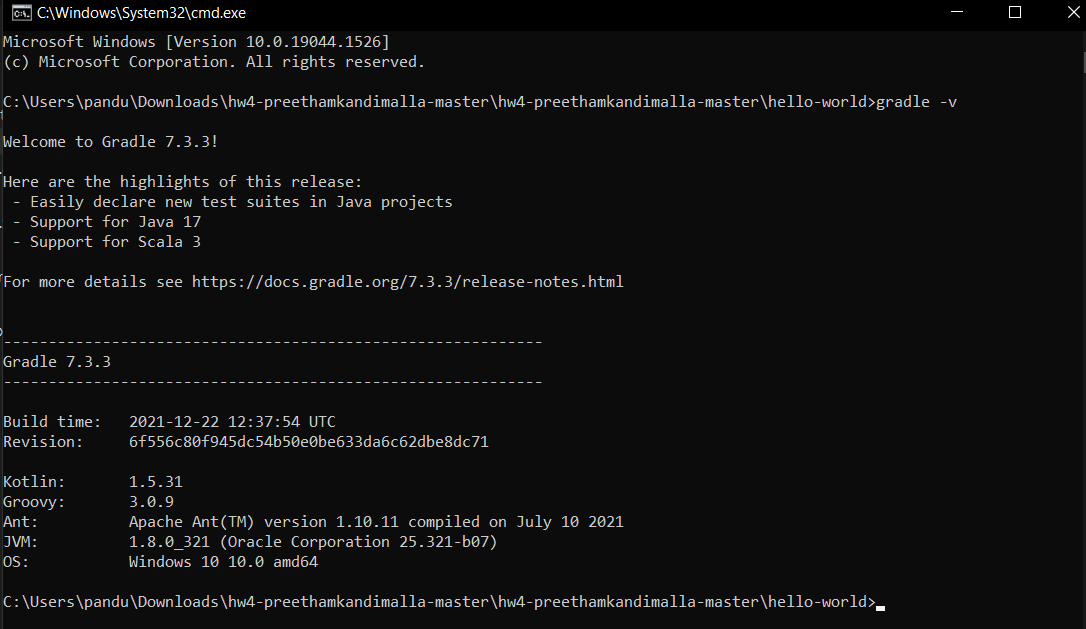 C:\Windows\System32\cmd.exe
Microsoft Windows [Version 10.0.19044.1526]
(c) Microsoft Corporation. All rights reserved.
C:\Users\pandu\Downloads\hw4-preethamkandimalla-master\hw4-preethamkandimalla-master\hello-world>gradle -v
Welcome to Gradle 7.3.3!
Here are the highlights of this release:
- Easily declare new test suites in Java projects
- Support for Java 17
- Support for Scala 3
For more details see https://docs.gradle.org/7.3.3/release-notes.html
------------------------------------------------------------
Gradle 7.3.3
------------------------------------------------------------
Build time: 2021-12-22 12:37:54 UTC
Revision: 6f556c80f945dc54b50e0be633da6c62dbe8dc71
Kotlin: 1.5.31
Groovy: 3.0.9
Ant: Apache Ant(TM) version 1.10.11 compiled on July 10 2021
JVM: 1.8.0_321 (Oracle Corporation 25.321-b07)
OS: Windows 10 10.0 amd64
C:\Users\pandu\Downloads\hw4-preethamkandimalla-master\hw4-preethamkandimalla-master\hello-world>